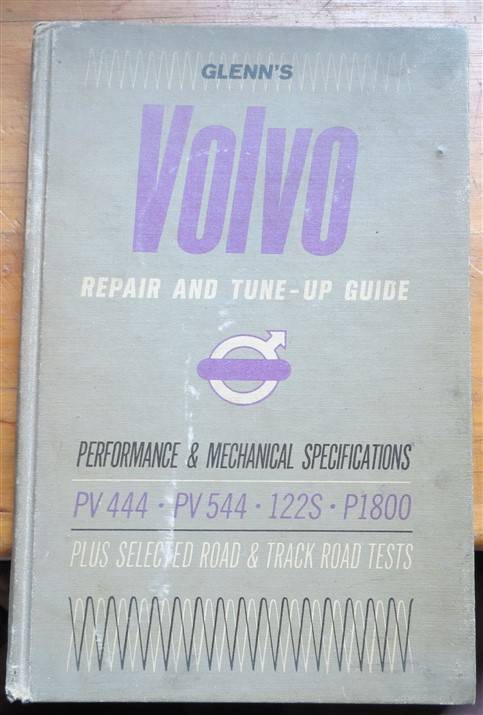 GLENN'S
Volvo
REPAIR AND TUNE-UP GUIDE
PERFORMANCE & MECHANICAL SPECIFICATIONS
PV 444 · PV 544 · 122S · P1800
PLUS SELECTED ROAD & TRACK ROAD TESTS